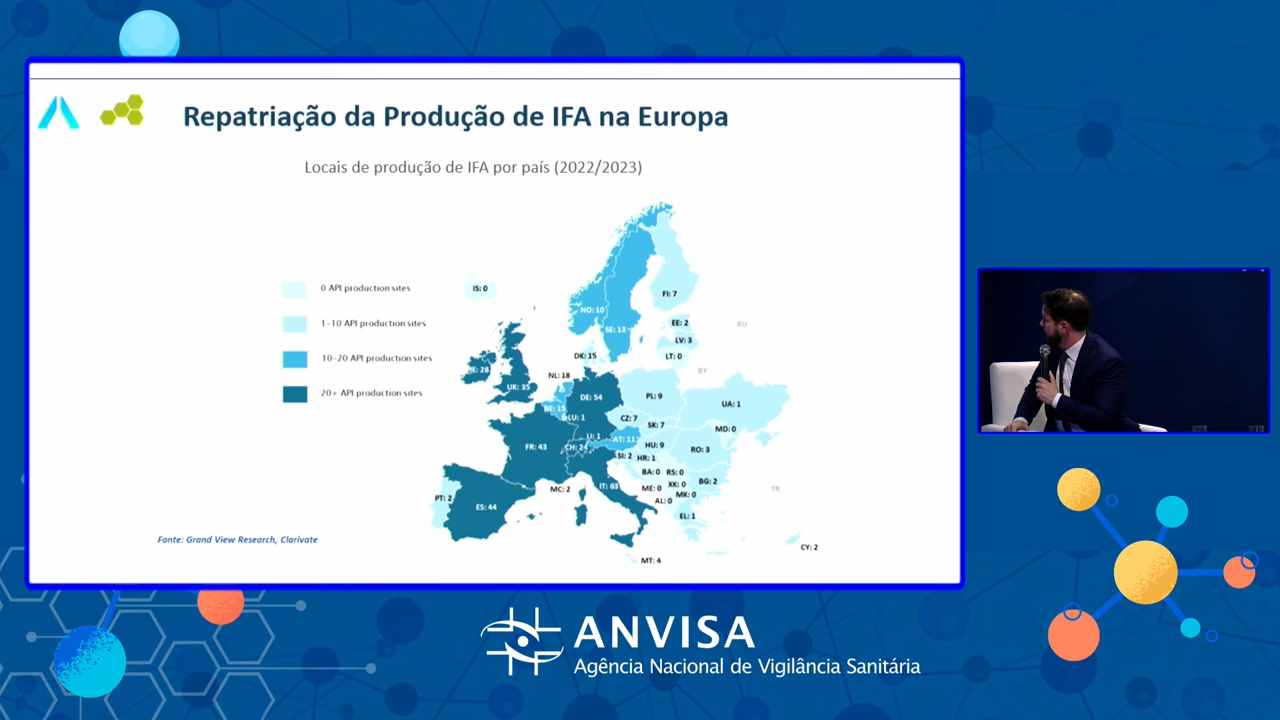 Repatriação da Produção de IFA na Europa
Locais de produção de IFA por país (2022/2023)
0 API production sites
1-10 API production sites
10-20 API production sites
20+ API production sites
IS: 0
FI: 7
NO: 10
SE: 13
EE: 2
RU
LV: 3
DK: 15
LT: 0
BY
IE: 28
NL: 18
UK: 35
DE: 54
PL: 9
BE: 15
UA: 1
LU: 1
CZ: 7
SK: 7
MD: 0
LI: 1
AT: 11
FR: 43
CH: 24
HU: 9
RO: 3
SI: 2
HR: 1
BA: 0
RS: 0
BG: 2
MC: 2
IT: 63
ME: 0
XK: 0
TR
MK: 0
PT: 2
AL: 0
ES: 44
EL: 1
Fonte: Grand View Research, Clarivate
CY: 2
MT: 4
ANVISA
Agência Nacional de Vigilância Sanitária